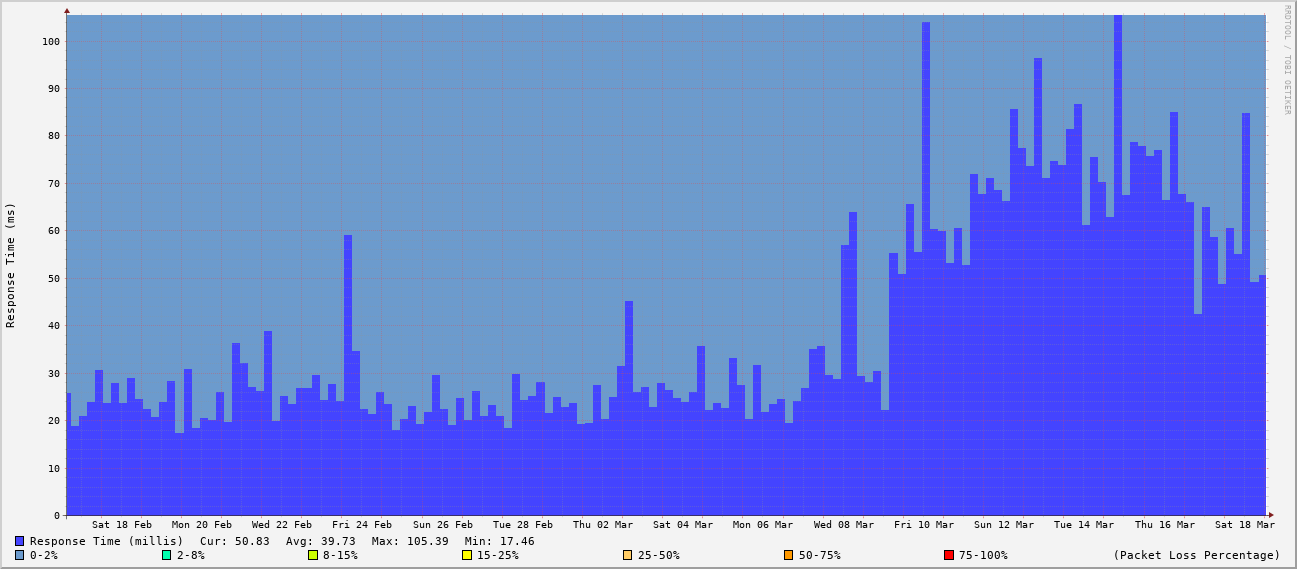 RRDTOOL / TOBI OETIKER
Response Time (ms)
100
90
80
70
60
50
40
30
20
10
0
Sat 18 Feb Mon 20 Feb Wed 22 Feb Fri 24 Feb Sun 26 Feb Tue 28 Feb Thu 02 Mar Sat 04 Mar Mon 06 Mar Wed 08 Mar Fri 10 Mar Sun 12 Mar Tue 14 Mar Thu 16 Mar Sat 18 Mar
Response Time (millis) Cur: 50.83 Avg: 39.73 Max: 105.39 Min: 17.46
0-2% 2-8% 8-15% 15-25% 25-50% 50-75% 75-100% (Packet Loss Percentage)